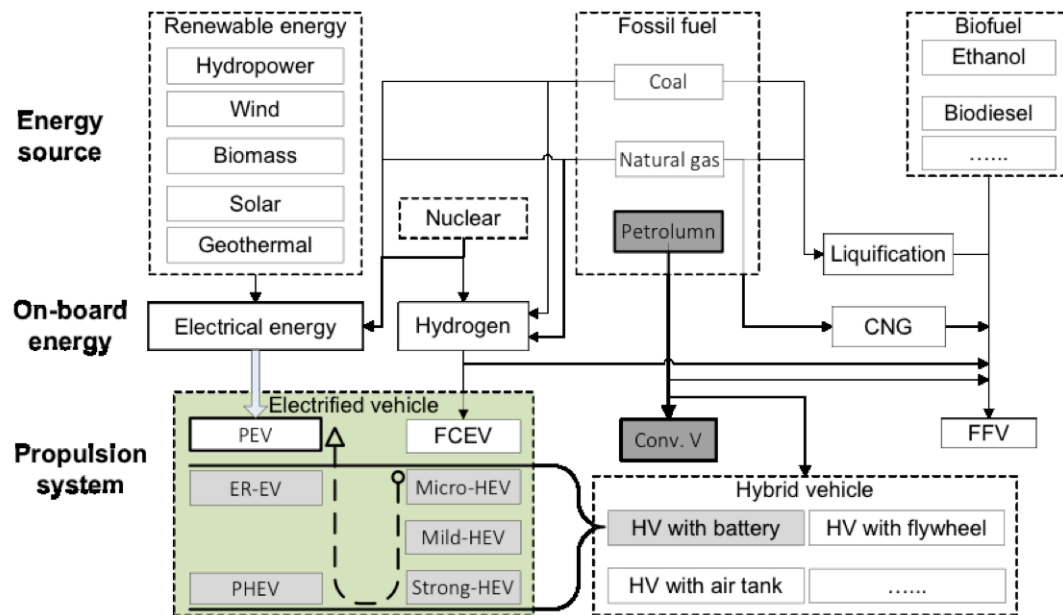 Renewable energy
Hydropower
Wind
Biomass
Solar
Geothermal
Nuclear
Fossil fuel
Coal
Natural gas
Petrolumn
Biofuel
Ethanol
Biodiesel
......
Energy
source
Liquification
On-board
energy
Electrical energy
Hydrogen
CNG
Propulsion
system
Electrified vehicle
PEV
FCEV
ER-EV
Micro-HEV
Mild-HEV
PHEV
Strong-HEV
Conv. V
FFV
Hybrid vehicle
HV with battery
HV with flywheel
HV with air tank
......